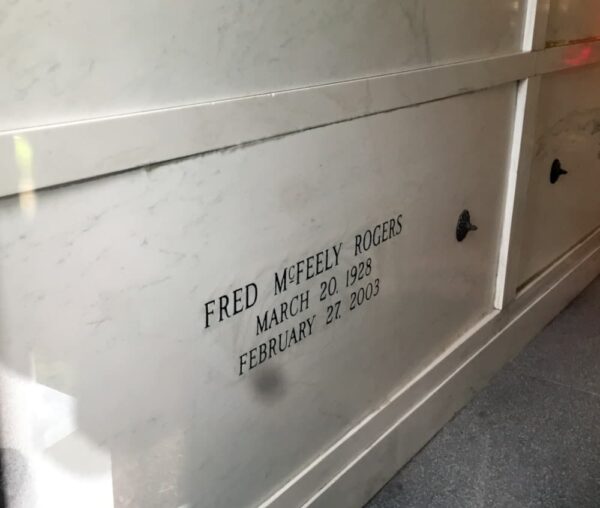 FRED McFEELY ROGERS
MARCH 20, 1928
FEBRUARY 27, 2003